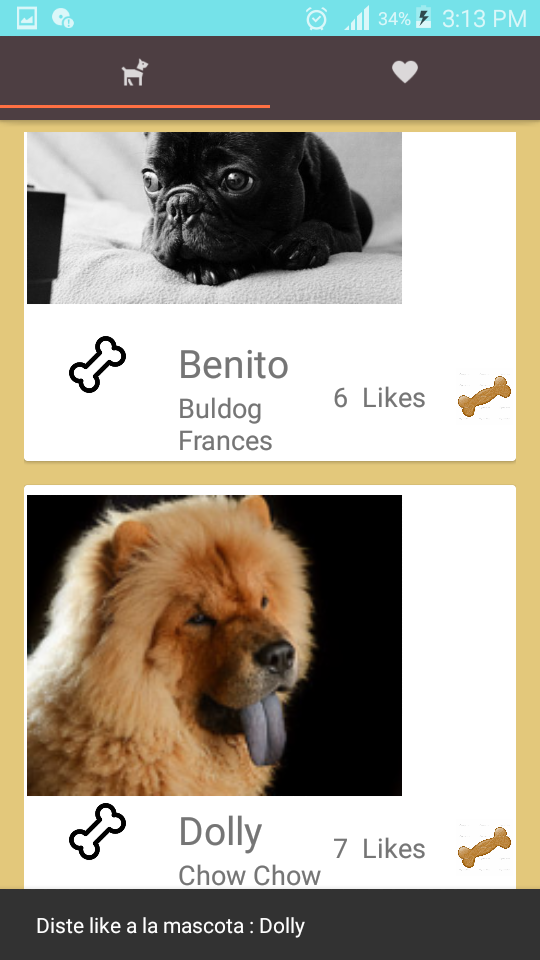 34% 3:13 PM
Benito
6 Likes
Buldog
Frances
Dolly
7 Likes
Chow Chow
Diste like a la mascota : Dolly